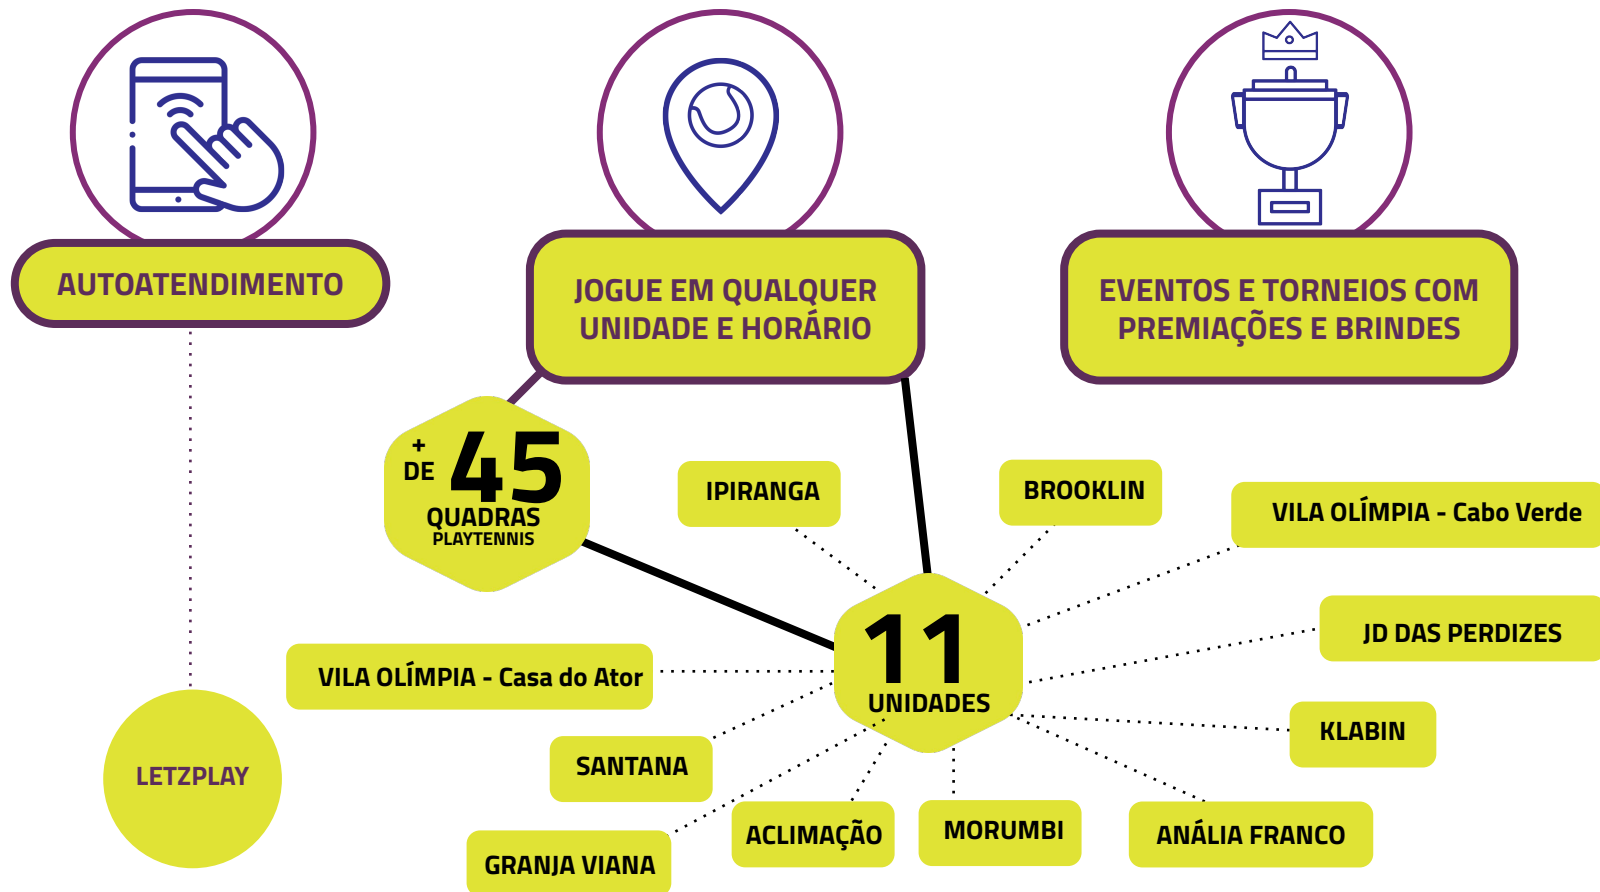 AUTOATENDIMENTO
JOGUE EM QUALQUER
UNIDADE E HORÁRIO
EVENTOS E TORNEIOS COM
PREMIAÇÕES E BRINDES
+
DE 45
QUADRAS
PLAYTENNIS
IPIRANGA
BROOKLIN
VILA OLÍMPIA - Cabo Verde
11
UNIDADES
JD DAS PERDIZES
VILA OLÍMPIA - Casa do Ator
KLABIN
SANTANA
LETZPLAY
GRANJA VIANA
ACLIMAÇÃO
MORUMBI
ANÁLIA FRANCO